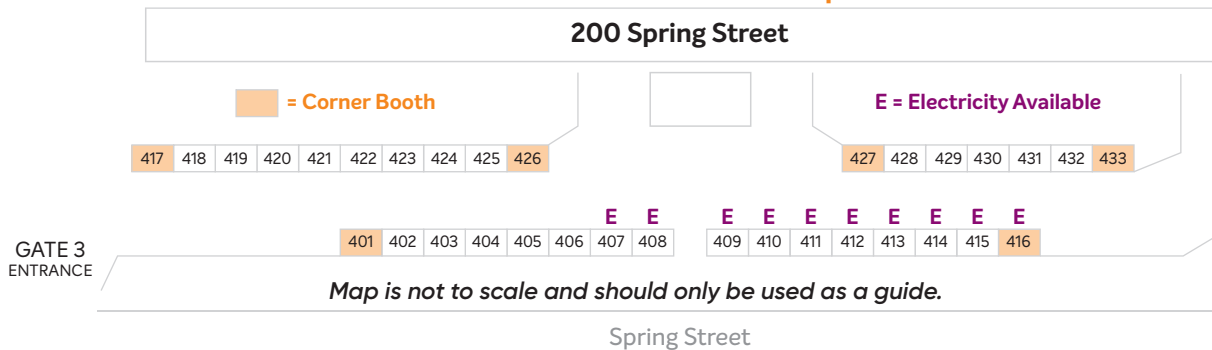 200 Spring Street
= Corner Booth
E = Electricity Available
417 418 419 420 421 422 423 424 425 426
427 428 429 430 431 432 433
E E E E E E E E E E
401 402 403 404 405 406 407 408 409 410 411 412 413 414 415 416
GATE 3
ENTRANCE
Map is not to scale and should only be used as a guide.
Spring Street